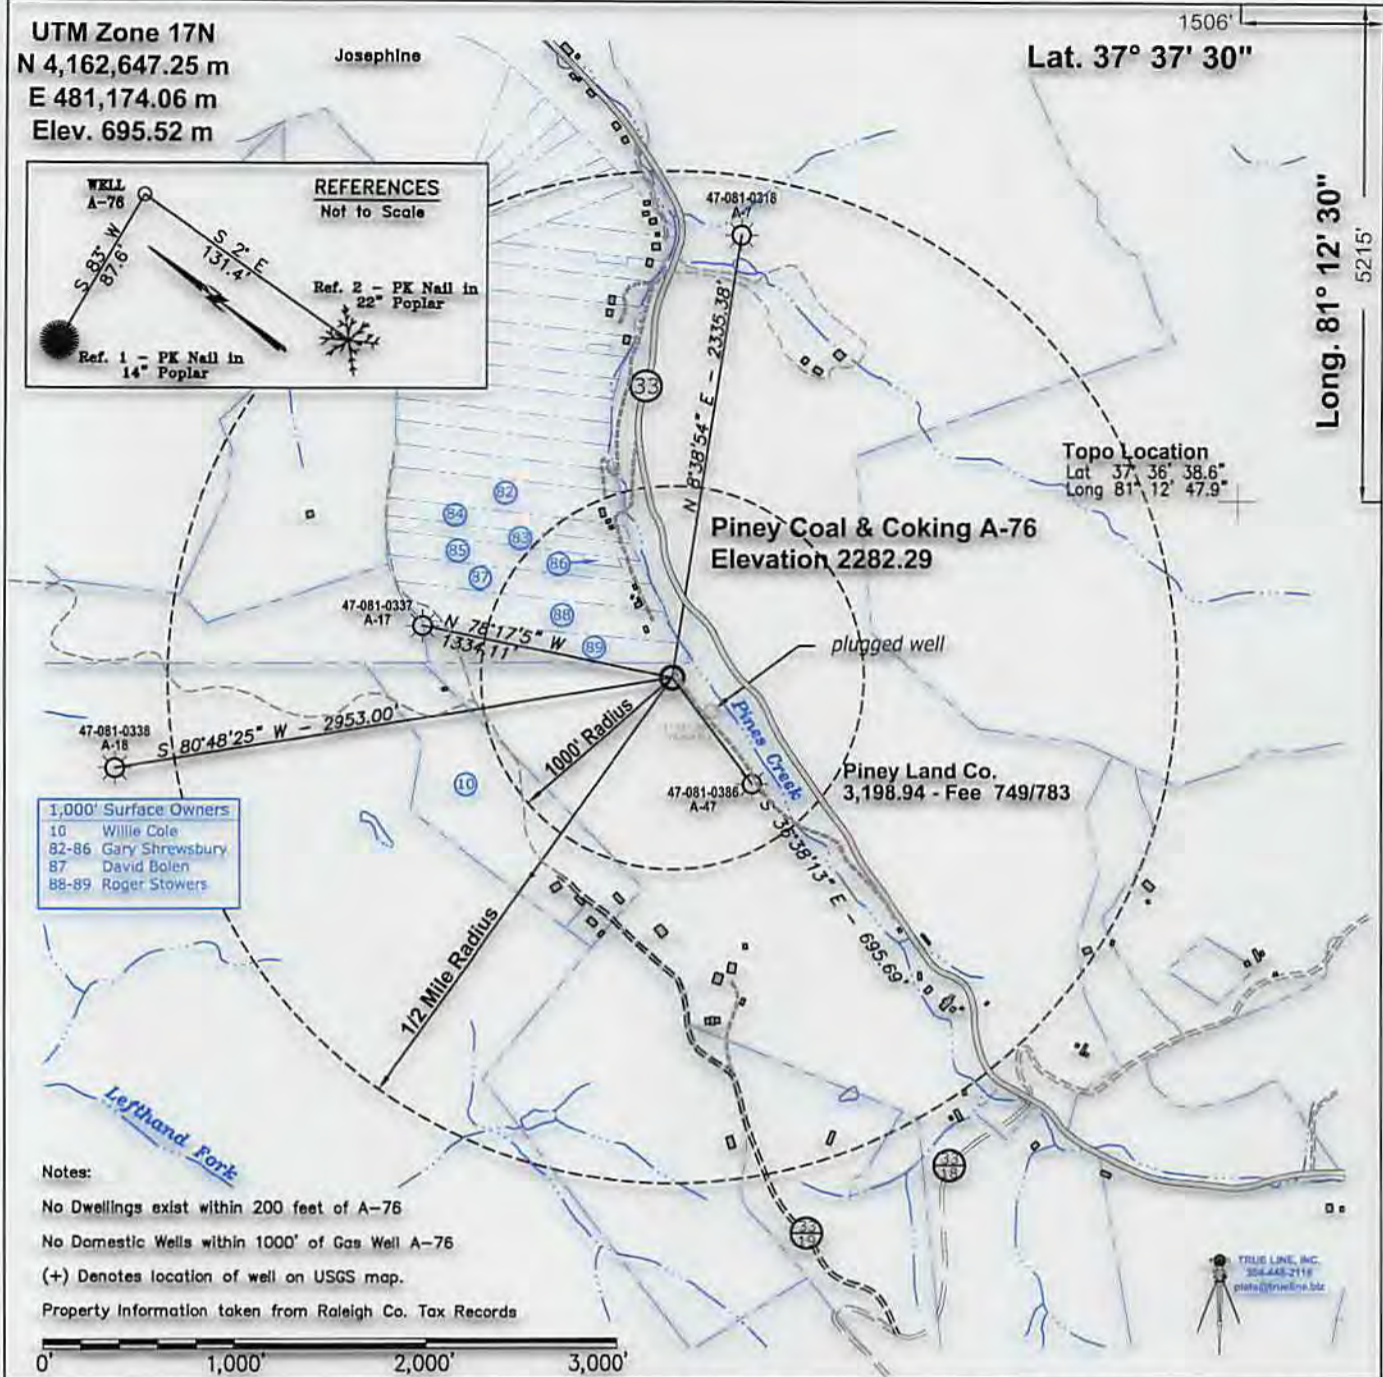 UTM Zone 17N
N 4,162,647.25 m
E 481,174.06 m
Elev. 695.52 m
Josephine
1506'
Lat. 37° 37' 30"
Long. 81° 12' 30"
5215'
REFERENCES
Not to Scale
WELL
A-76
S 83° W
87.6'
S 2° E
131.4'
Ref. 2 - PK Nail in
22" Poplar
Ref. 1 - PK Nail in
14" Poplar
47-081-0318
A-7
N 8°38'54" E - 2335.38'
33
Topo Location
Lat 37° 36' 38.6"
Long 81° 12' 47.9"
Piney Coal & Coking A-76
Elevation 2282.29
82
84
83
85
86
87
88
89
47-081-0337
A-17
N 78°17'5" W
1334.11'
plugged well
47-081-0338
A-18
S 80°48'25" W - 2953.00'
1000' Radius
Pines Creek
10
47-081-0386
A-47
S 36°38'13" E - 695.69'
Piney Land Co.
3,198.94 - Fee 749/783
1,000' Surface Owners
10 Willie Cole
82-86 Gary Shrewsbury
87 David Bolen
88-89 Roger Stowers
1/2 Mile Radius
Lefthand Fork
33
18
33
19
Notes:
No Dwellings exist within 200 feet of A-76
No Domestic Wells within 1000' of Gas Well A-76
(+) Denotes location of well on USGS map.
Property Information taken from Raleigh Co. Tax Records
TRUE LINE, INC.
0' 1,000' 2,000' 3,000'